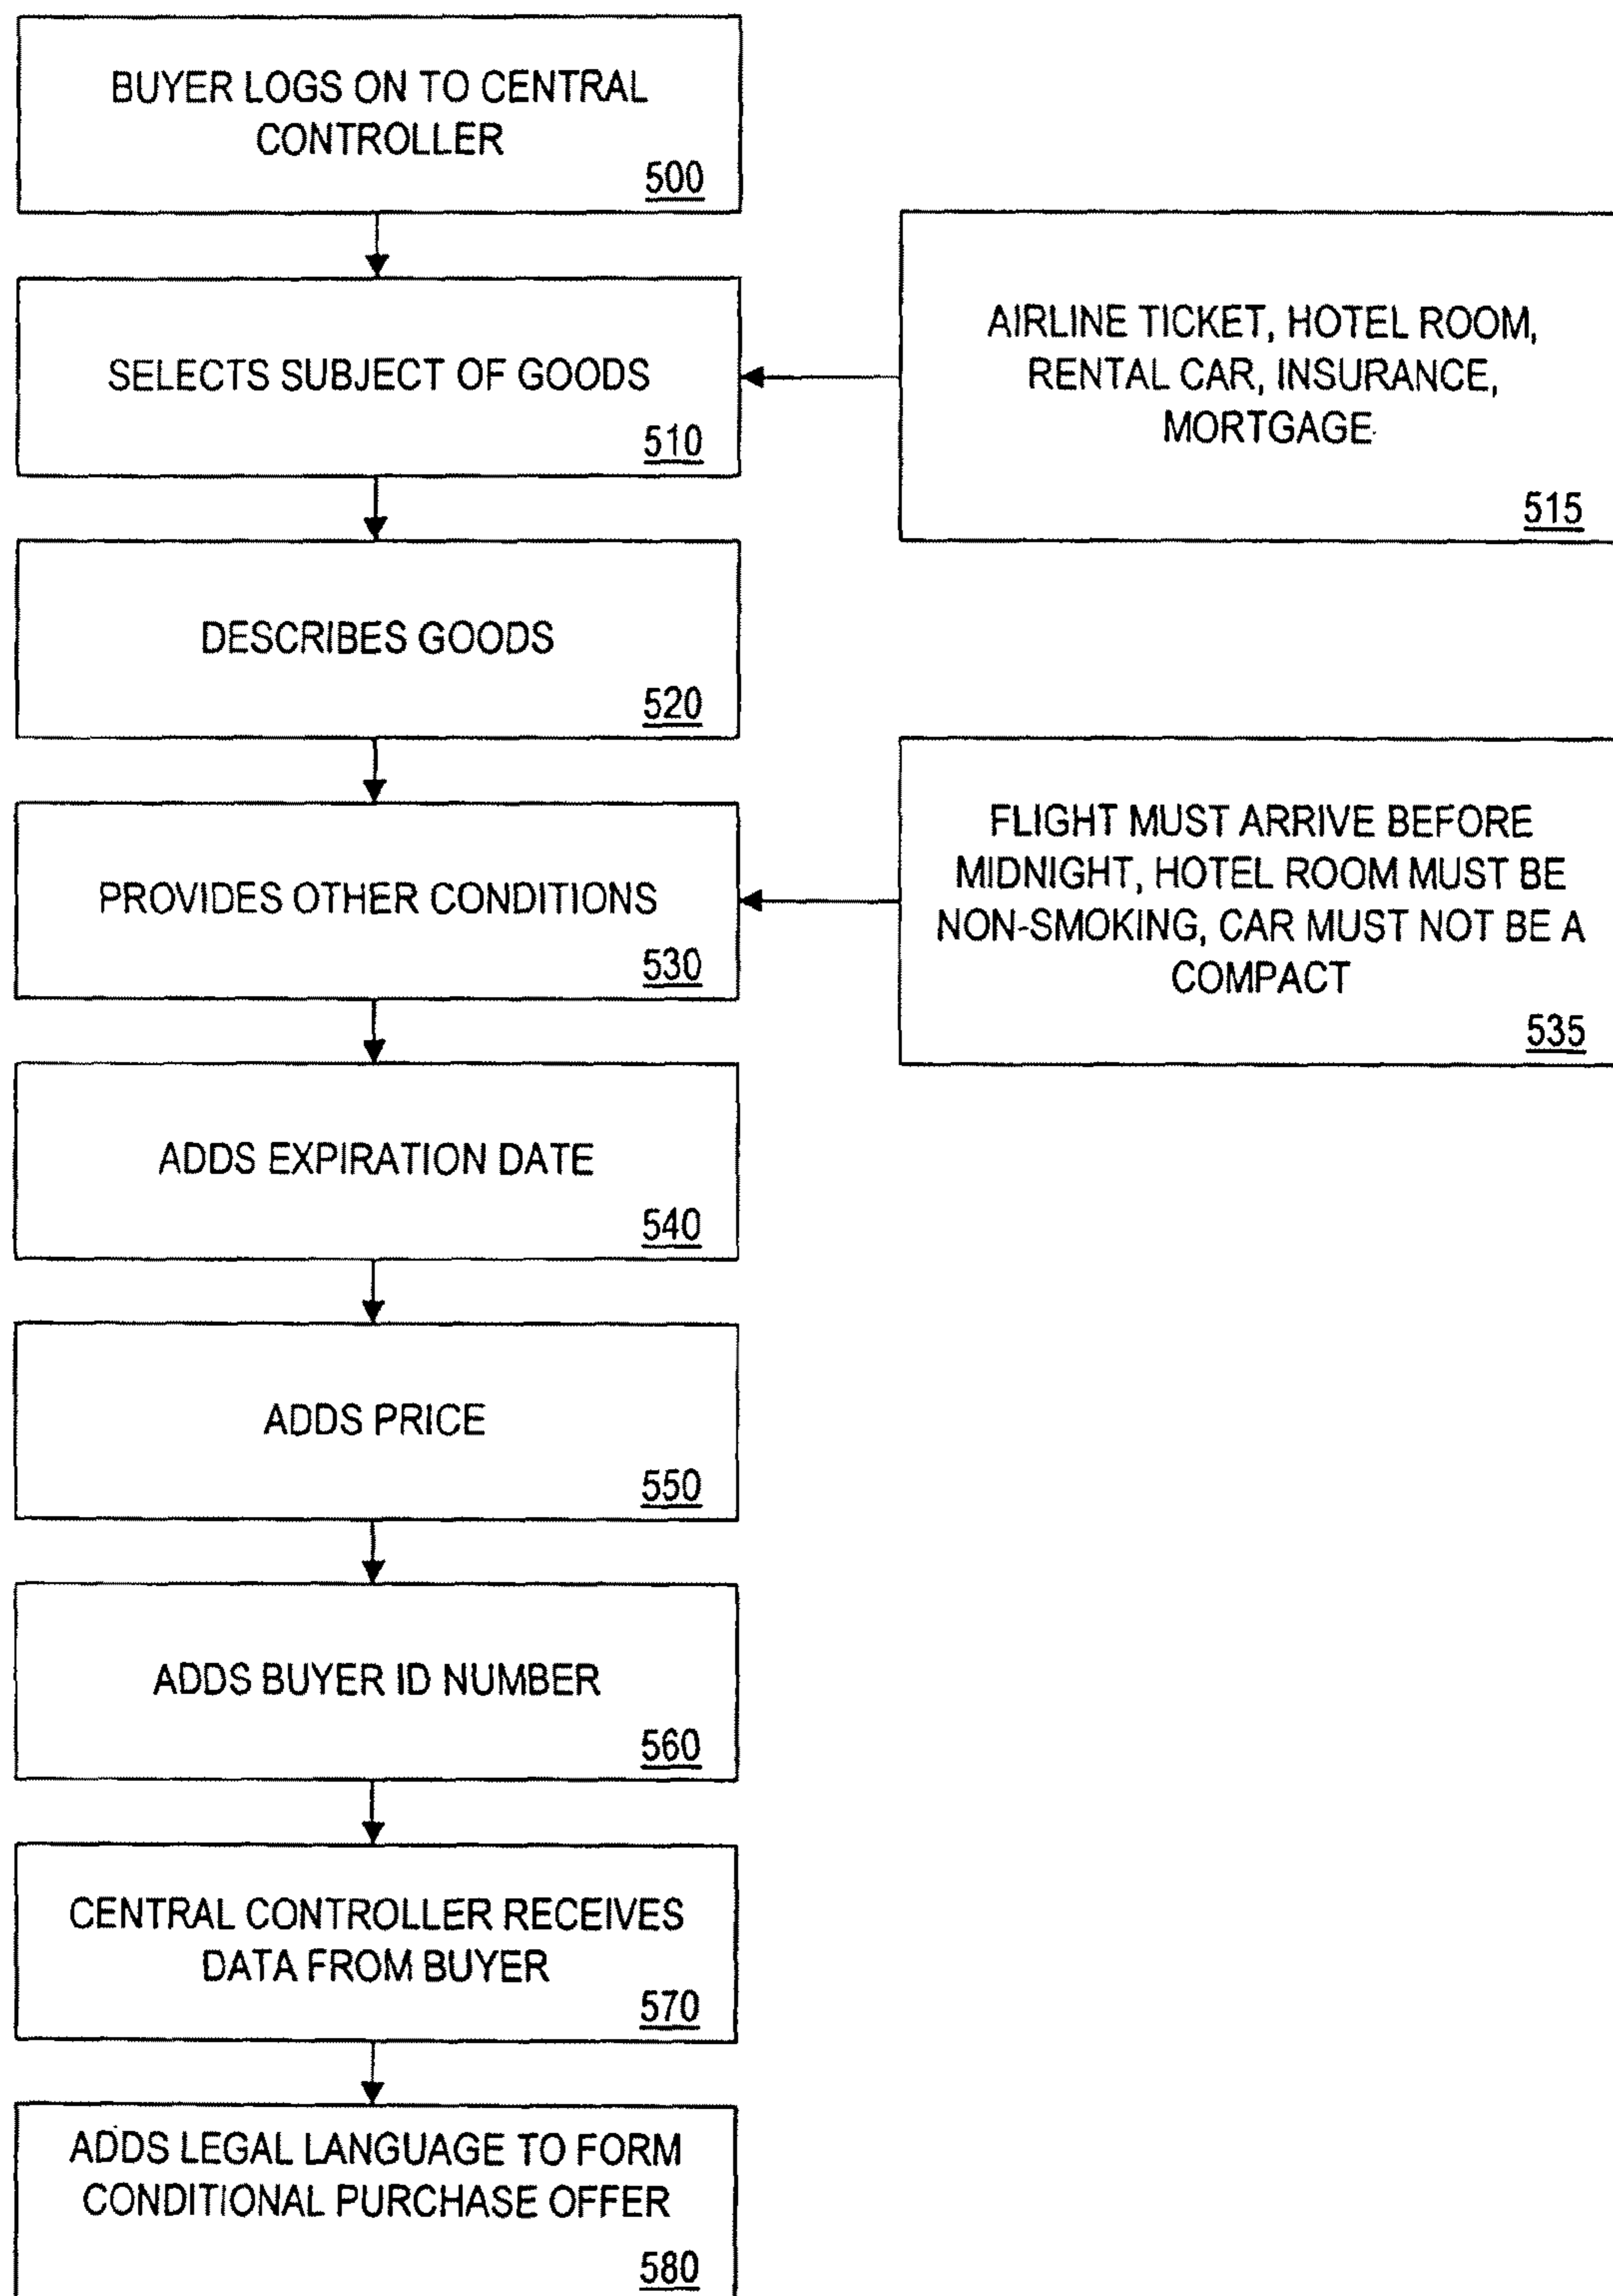 BUYER LOGS ON TO CENTRAL
CONTROLLER
500
SELECTS SUBJECT OF GOODS
510
AIRLINE TICKET, HOTEL ROOM,
RENTAL CAR, INSURANCE,
MORTGAGE
515
DESCRIBES GOODS
520
PROVIDES OTHER CONDITIONS
530
FLIGHT MUST ARRIVE BEFORE
MIDNIGHT, HOTEL ROOM MUST BE
NON-SMOKING, CAR MUST NOT BE A
COMPACT
535
ADDS EXPIRATION DATE
540
ADDS PRICE
550
ADDS BUYER ID NUMBER
560
CENTRAL CONTROLLER RECEIVES
DATA FROM BUYER
570
ADDS LEGAL LANGUAGE TO FORM
CONDITIONAL PURCHASE OFFER
580